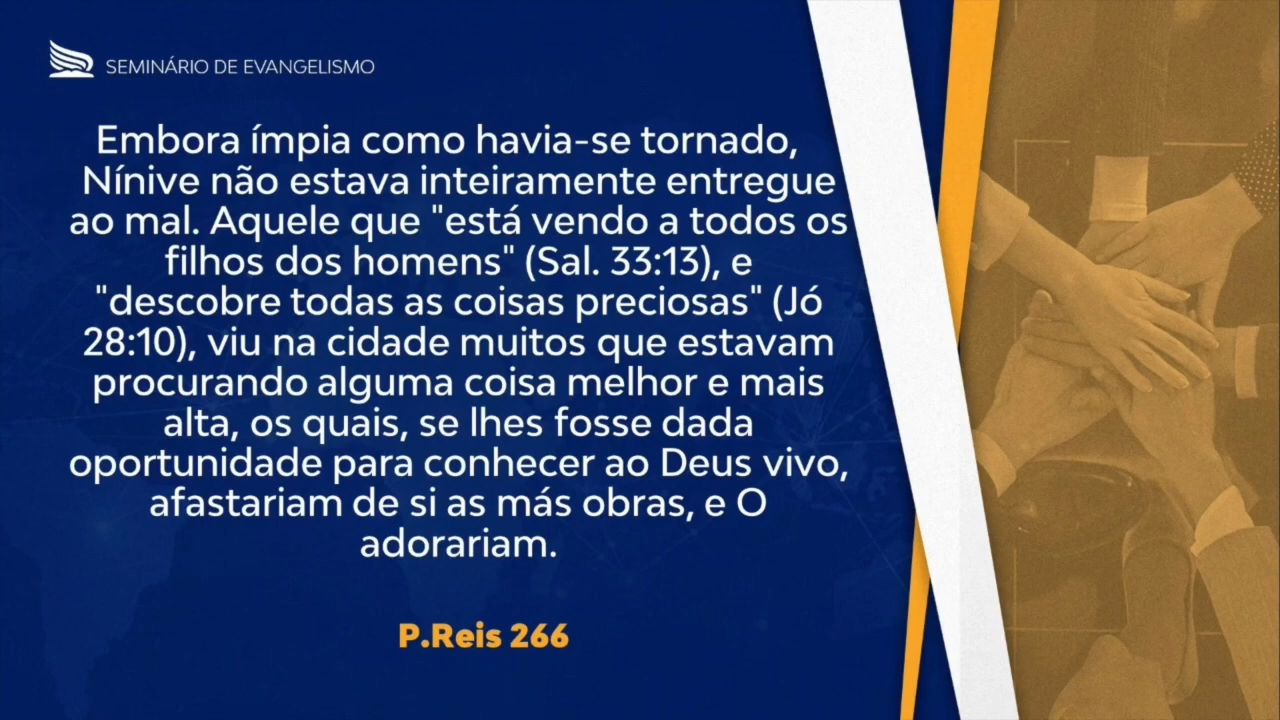 SEMINÁRIO DE EVANGELISMO
Embora ímpia como havia-se tornado,
Nínive não estava inteiramente entregue
ao mal. Aquele que "está vendo a todos os
filhos dos homens" (Sal. 33:13), e
"descobre todas as coisas preciosas" (Jó
28:10), viu na cidade muitos que estavam
procurando alguma coisa melhor e mais
alta, os quais, se lhes fosse dada
oportunidade para conhecer ao Deus vivo,
afastariam de si as más obras, e O
adorariam.
P.Reis 266